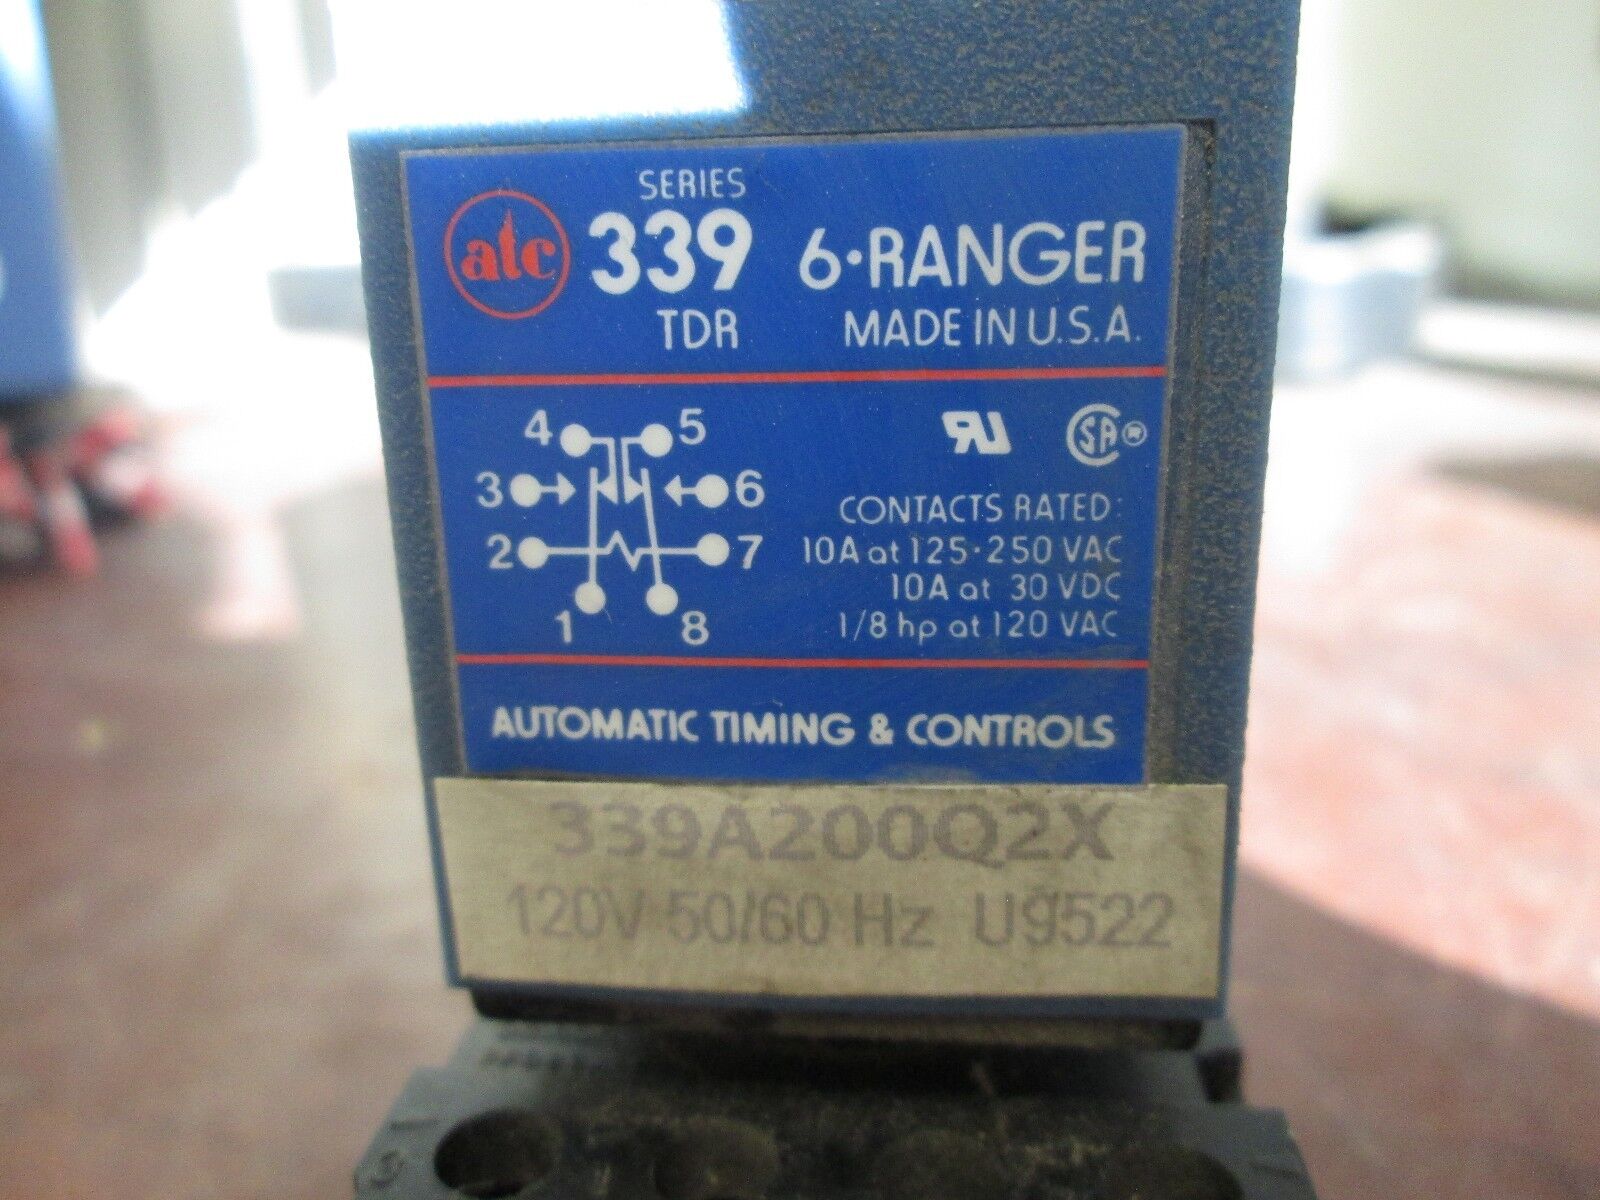 SERIES
atc 339 6·RANGER
TDR MADE IN U.S.A.
4 5
3 6
2 7
1 8
RU SA ®
CONTACTS RATED:
10A at 125·250 VAC
10A at 30 VDC
1/8 hp at 120 VAC
AUTOMATIC TIMING & CONTROLS
339A200Q2X
120V 50/60 Hz U9522